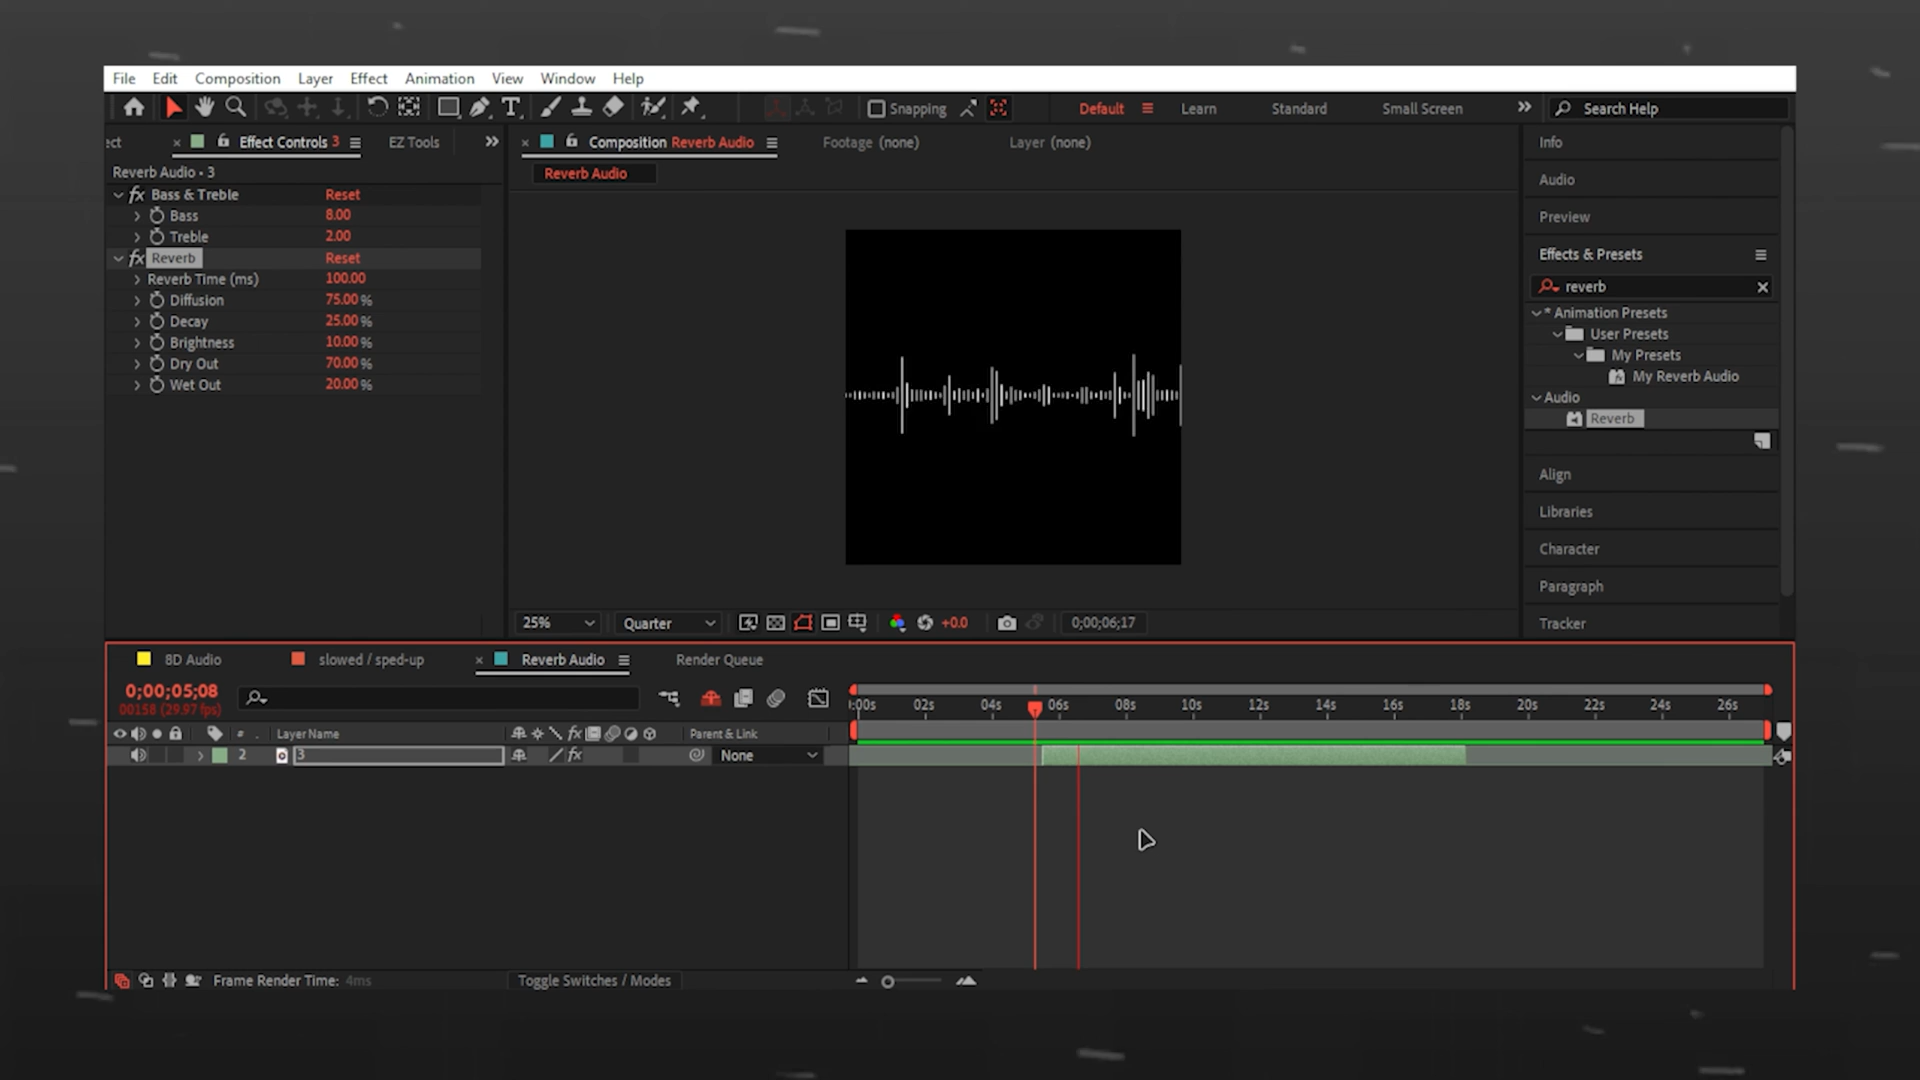 File Edit Composition Layer Effect Animation View Window Help
Snapping Default Learn Standard Small Screen Search Help
ect Effect Controls 3 EZ Tools
Composition Reverb Audio Footage (none) Layer (none)
Reverb Audio • 3
Reverb Audio
fx Bass & Treble Reset
Bass 8.00
Treble 2.00
fx Reverb Reset
Reverb Time (ms) 100.00
Diffusion 75.00 %
Decay 25.00 %
Brightness 10.00 %
Dry Out 70.00 %
Wet Out 20.00 %
Info
Audio
Preview
Effects & Presets
reverb
* Animation Presets
User Presets
My Presets
My Reverb Audio
Audio
Reverb
Align
Libraries
Character
Paragraph
Tracker
25% Quarter +0.0 0;00;06;17
8D Audio slowed / sped-up Reverb Audio Render Queue
0;00;05;08
00158 (29.97 fps)
:00s 02s 04s 06s 08s 10s 12s 14s 16s 18s 20s 22s 24s 26s
# . Layer Name fx Parent & Link
2 3 fx None
Frame Render Time: 4ms Toggle Switches / Modes